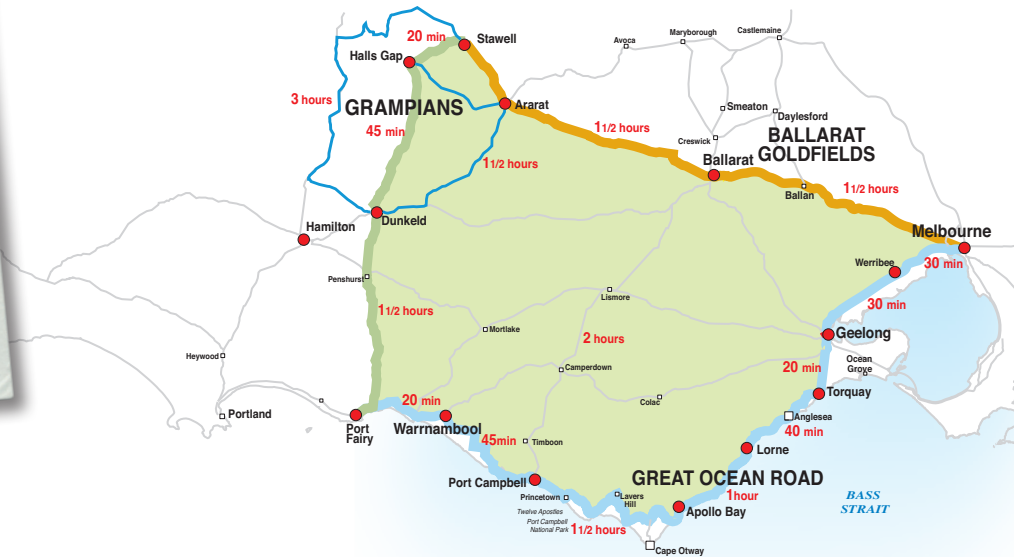 20 min
Stawell
Avoca
Maryborough
Castlemaine
Halls Gap
3 hours
GRAMPIANS
Ararat
Smeaton
Daylesford
45 min
1 1/2 hours
Creswick
BALLARAT
GOLDFIELDS
1 1/2 hours
Ballarat
Ballan
1 1/2 hours
Hamilton
Dunkeld
Melbourne
Werribee
30 min
Penshurst
Lismore
30 min
1 1/2 hours
Mortlake
2 hours
Geelong
Heywood
Camperdown
20 min
Ocean
Grove
Torquay
20 min
Colac
Anglesea
Portland
Port
Fairy
Warrnambool
45min
Timboon
40 min
Lorne
Port Campbell
GREAT OCEAN ROAD
Princetown
Lavers
Hill
1hour
BASS
STRAIT
Twelve Apostles
Port Campbell
National Park
1 1/2 hours
Apollo Bay
Cape Otway